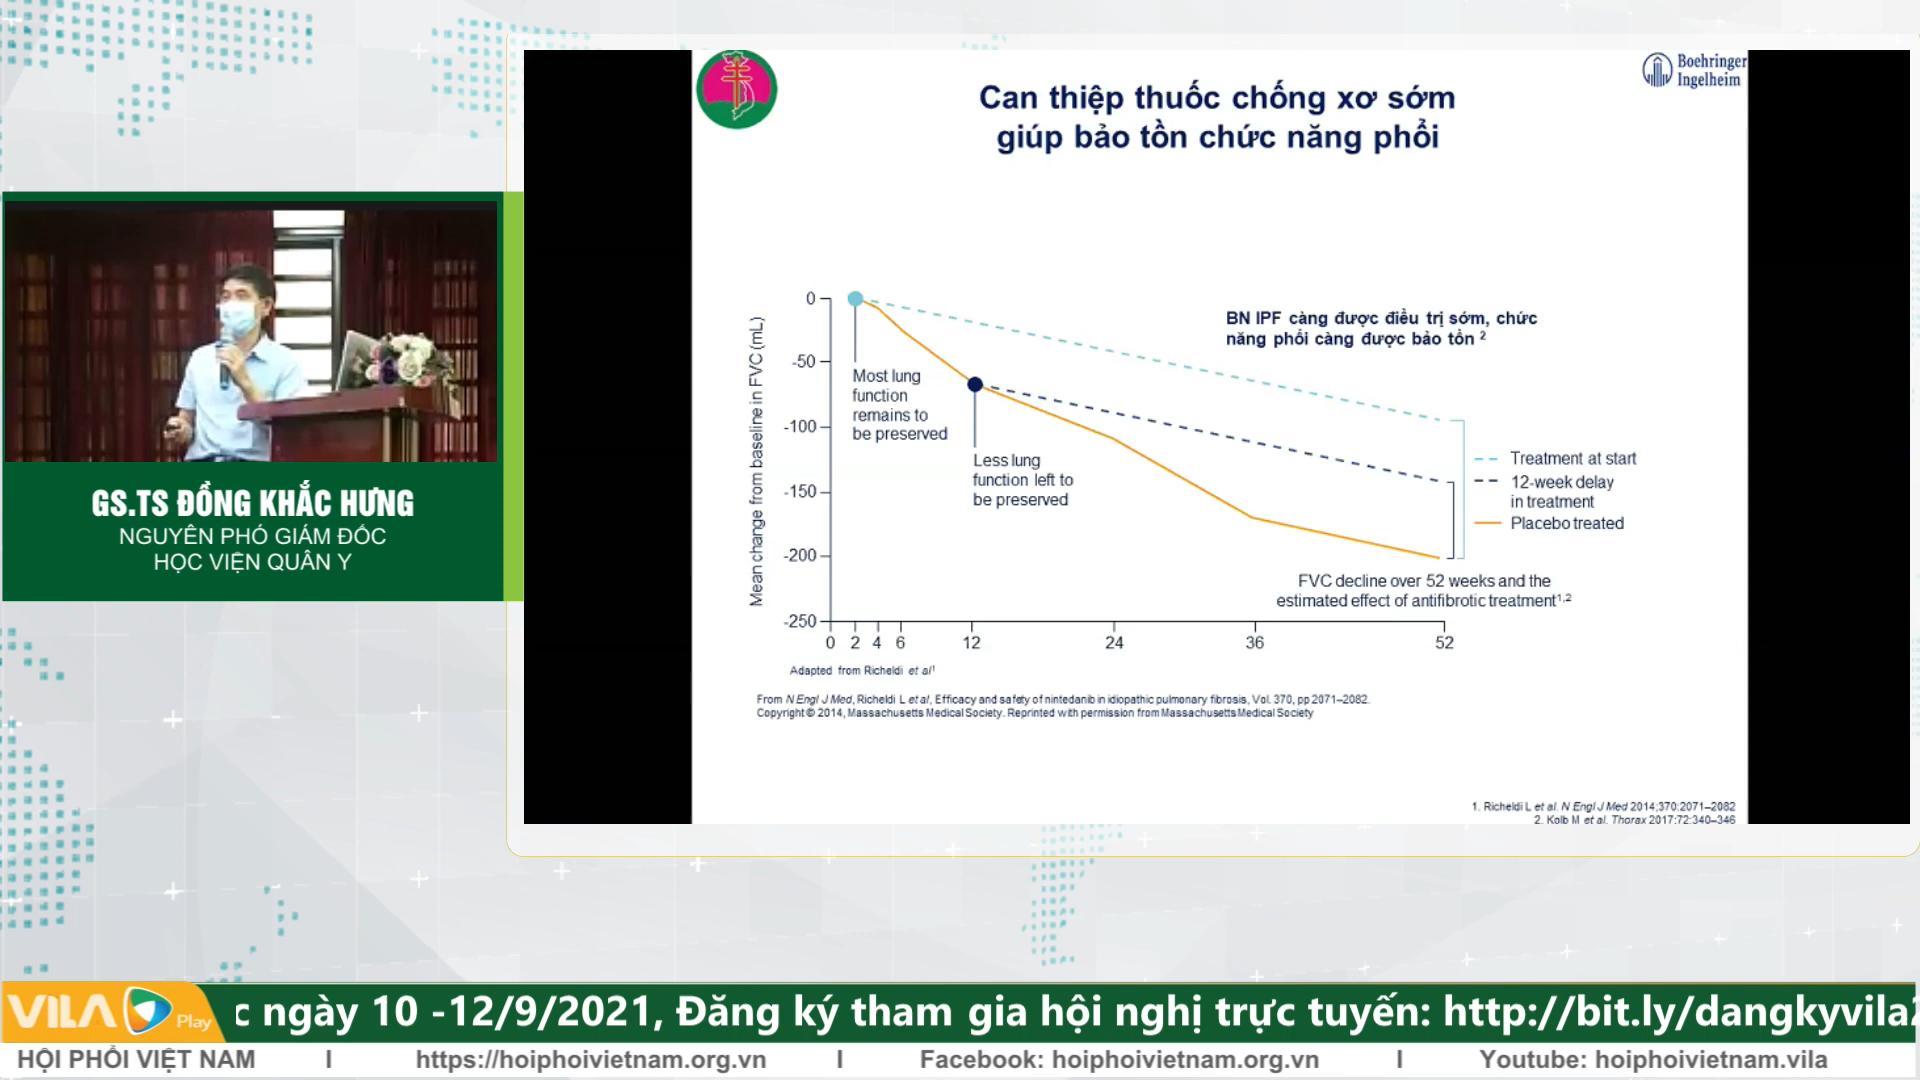 Boehringer
Ingelheim
Can thiệp thuốc chống xơ sớm
giúp bảo tồn chức năng phổi
GS.TS ĐỒNG KHẮC HƯNG
NGUYÊN PHÓ GIÁM ĐỐC
HỌC VIỆN QUÂN Y
Mean change from baseline in FVC (mL)
0
-50
-100
-150
-200
-250
0 2 4 6 12 24 36 52
Most lung
function
remains to
be preserved
Less lung
function left to
be preserved
BN IPF càng được điều trị sớm, chức
năng phổi càng được bảo tồn 2
Treatment at start
12-week delay
in treatment
Placebo treated
FVC decline over 52 weeks and the
estimated effect of antifibrotic treatment1,2
Adapted from Richeldi et al1
From N Engl J Med, Richeldi L et al, Efficacy and safety of nintedanib in idiopathic pulmonary fibrosis, Vol. 370, pp 2071–2082.
Copyright © 2014, Massachusetts Medical Society. Reprinted with permission from Massachusetts Medical Society
1. Richeldi L et al. N Engl J Med 2014;370:2071–2082
2. Kolb M et al. Thorax 2017;72:340–346
VILA Play
c ngày 10 -12/9/2021, Đăng ký tham gia hội nghị trực tuyến: http://bit.ly/dangkyvila2
HỘI PHỔI VIỆT NAM I https://hoiphoivietnam.org.vn I Facebook: hoiphoivietnam.org.vn I Youtube: hoiphoivietnam.vila